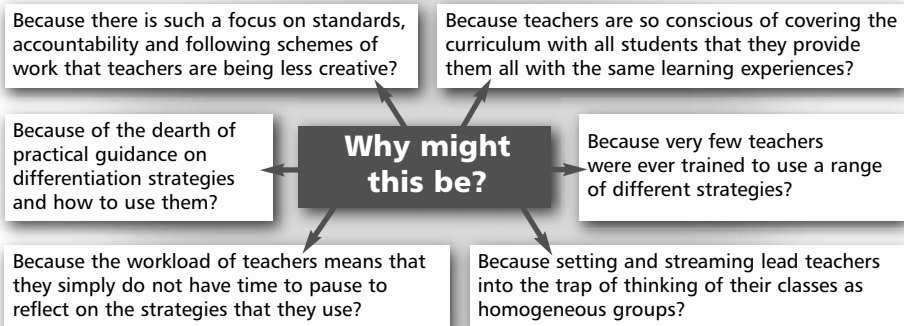 Because there is such a focus on standards,
accountability and following schemes of
work that teachers are being less creative?
Because teachers are so conscious of covering the
curriculum with all students that they provide
them all with the same learning experiences?
Because of the dearth of
practical guidance on
differentiation strategies
and how to use them?
Why might
this be?
Because very few teachers
were ever trained to use a range
of different strategies?
Because the workload of teachers means that
they simply do not have time to pause to
reflect on the strategies that they use?
Because setting and streaming lead teachers
into the trap of thinking of their classes as
homogeneous groups?